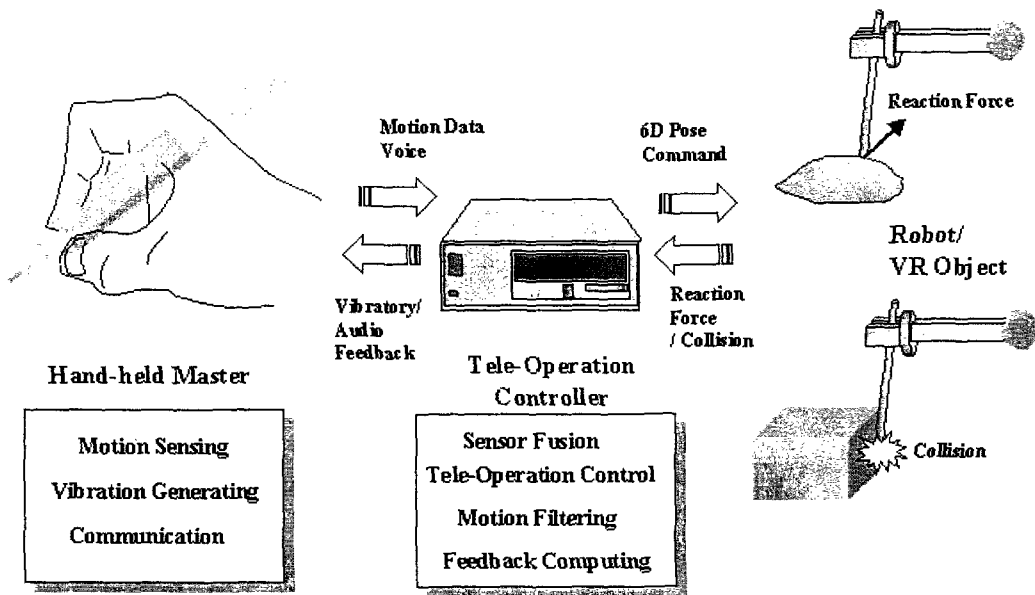 Motion Data
Voice
6D Pose
Command
Reaction Force
Robot/
VR Object
Vibratory/
Audio
Feedback
Reaction
Force
/ Collision
Hand-held Master
Tele-Operation
Controller
Motion Sensing
Vibration Generating
Communication
Sensor Fusion
Tele-Operation Control
Motion Filtering
Feedback Computing
Collision